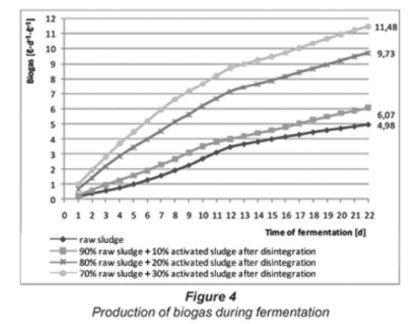 12
11
10
9
8
7
6
5
4
3
2
1
0
Biogas [ℓ·d⁻¹·g⁻¹]
11,48
9,73
6,07
4,98
0 1 2 3 4 5 6 7 8 9 10 11 12 13 14 15 16 17 18 19 20 21 22
Time of fermentation [d]
raw sludge
90% raw sludge + 10% activated sludge after disintegration
80% raw sludge + 20% activated sludge after disintegration
70% raw sludge + 30% activated sludge after disintegration
Figure 4
Production of biogas during fermentation